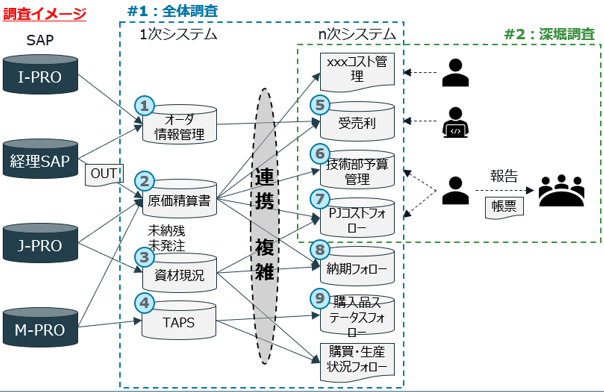 調査イメージ
#1：全体調査
SAP
1次システム
n次システム
#2：深堀調査
I-PRO
xxxコスト管
理
1
オーダ
情報管理
5
受売利
経理SAP
OUT
6
技術部予算
管理
2
原価精算書
連携 複雑
7
PJコストフォ
ロー
報告
帳票
J-PRO
未納残
未発注
3
資材現況
8
納期フォロー
4
TAPS
9
購入品ス
テータスフォ
ロー
M-PRO
購買・生産
状況フォロー